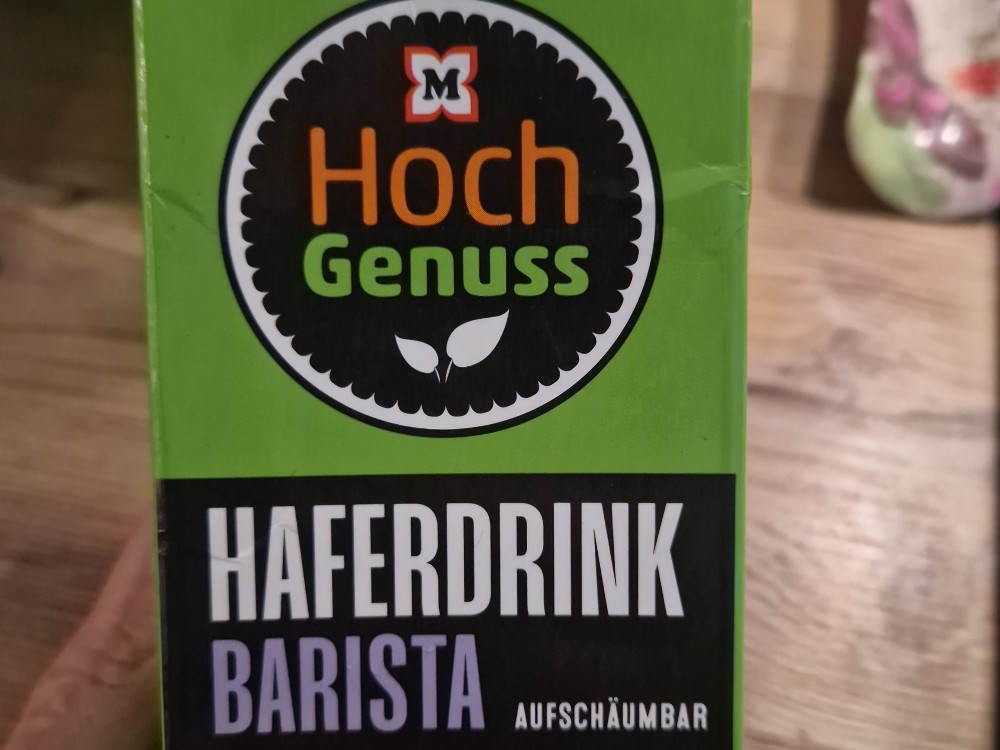 M
Hoch
Genuss
HAFERDRINK
BARISTA
AUFSCHÄUMBAR